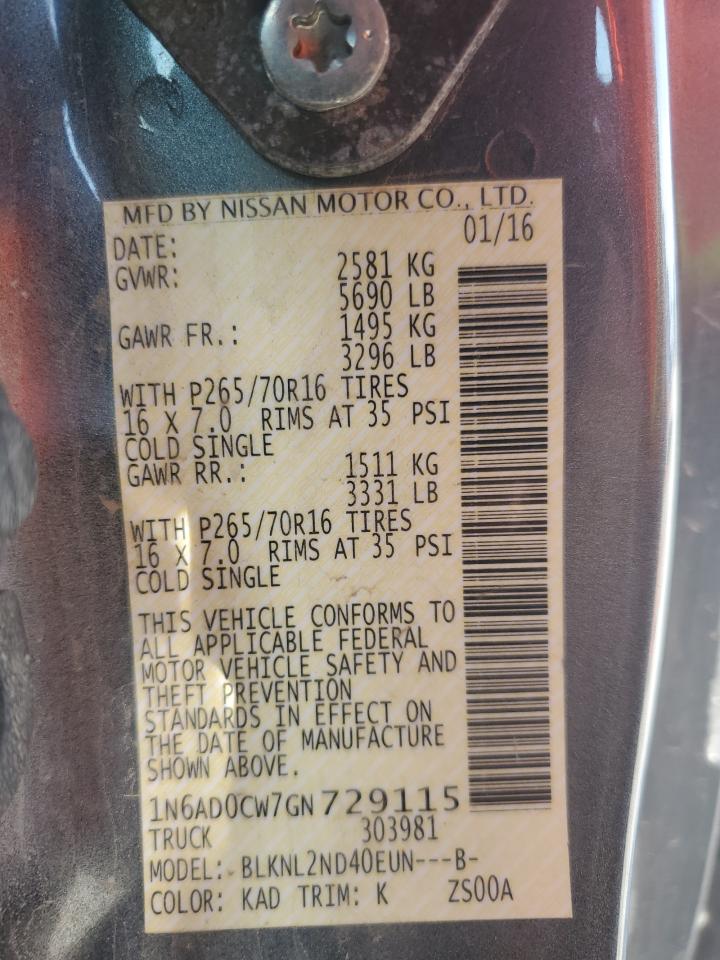 MFD BY NISSAN MOTOR CO., LTD.
DATE: 01/16
GVWR: 2581 KG
5690 LB
GAWR FR.: 1495 KG
3296 LB
WITH P265/70R16 TIRES
16 X 7.0 RIMS AT 35 PSI
COLD SINGLE
GAWR RR.: 1511 KG
3331 LB
WITH P265/70R16 TIRES
16 X 7.0 RIMS AT 35 PSI
COLD SINGLE
THIS VEHICLE CONFORMS TO
ALL APPLICABLE FEDERAL
MOTOR VEHICLE SAFETY AND
THEFT PREVENTION
STANDARDS IN EFFECT ON
THE DATE OF MANUFACTURE
SHOWN ABOVE.
1N6AD0CW7GN729115
TRUCK 303981
MODEL: BLKNL2ND40EUN---B-
COLOR: KAD TRIM: K ZS00A